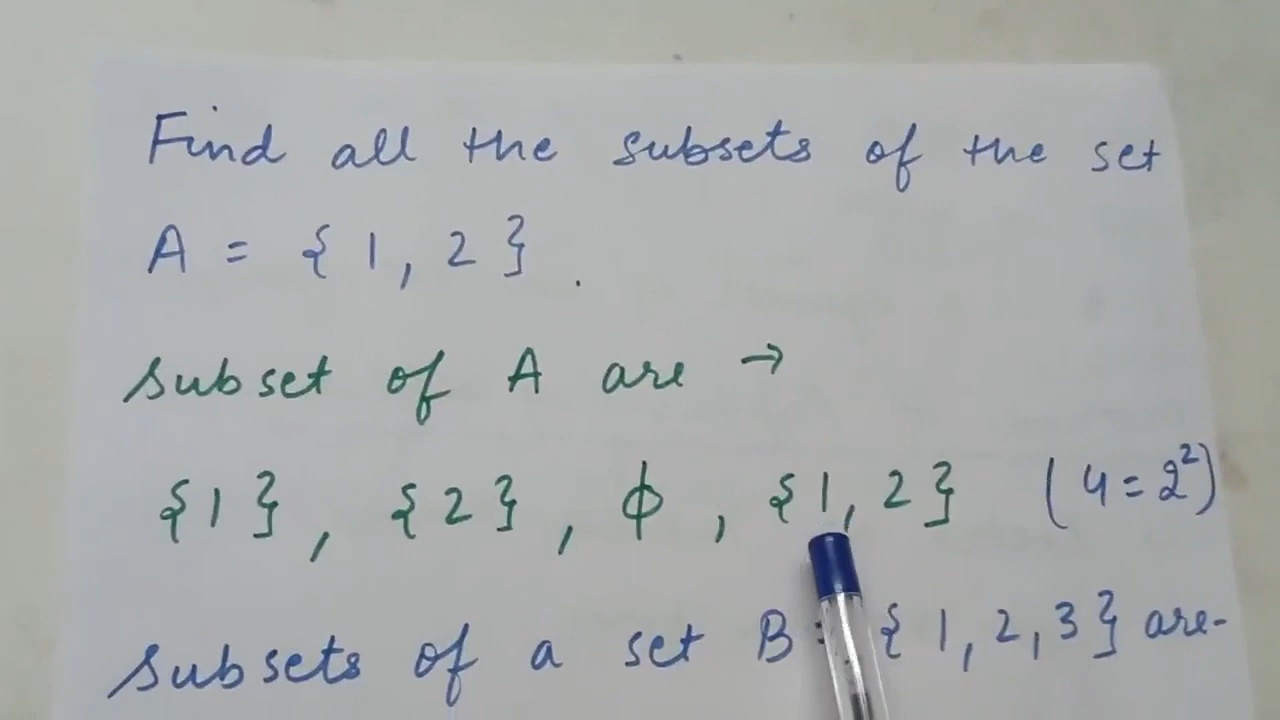 Find all the subsets of the set
A = { 1 , 2 } .
subset of A are →
{1} , {2} , ϕ , {1,2} (4=2²)
subsets of a set B = {1,2,3} are-